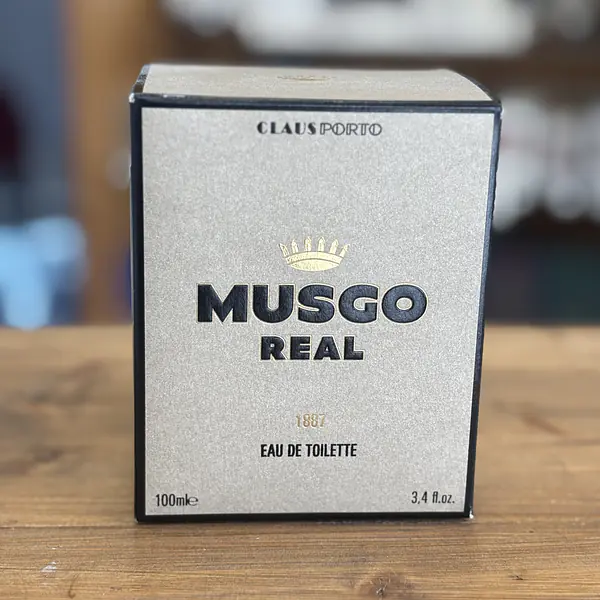 CLAUS PORTO
MUSGO
REAL
1887
EAU DE TOILETTE
100ml℮ 3,4 fl.oz.